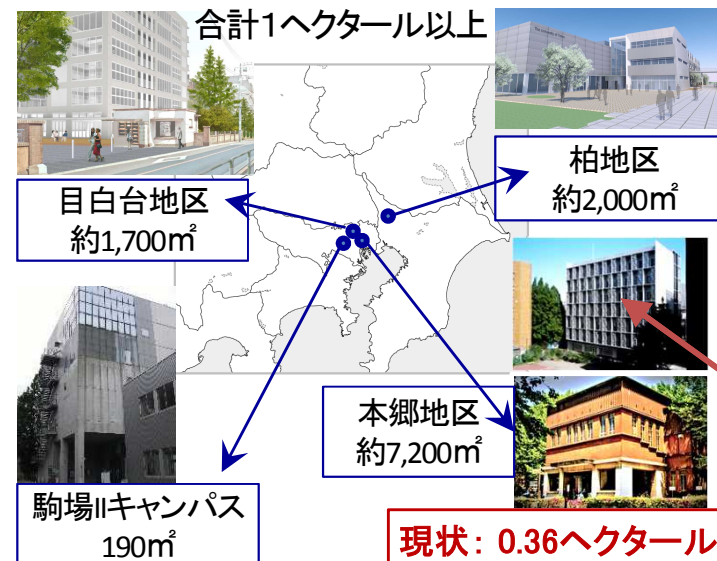 合計1ヘクタール以上
柏地区
約2,000㎡
目白台地区
約1,700㎡
本郷地区
約7,200㎡
駒場IIキャンパス
190㎡
現状： 0.36ヘクタール